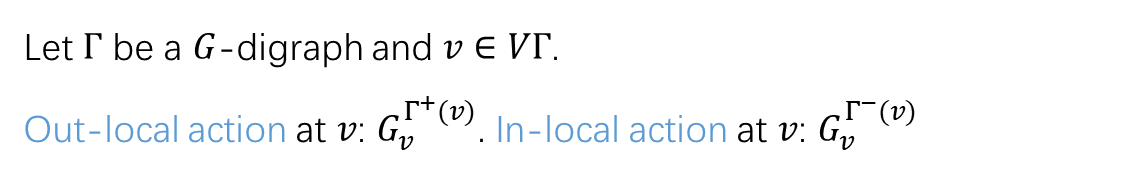 Let Γ be a G-digraph and v ∈ VΓ.
Out-local action at v: G_v^{Γ⁺(v)}. In-local action at v: G_v^{Γ⁻(v)}